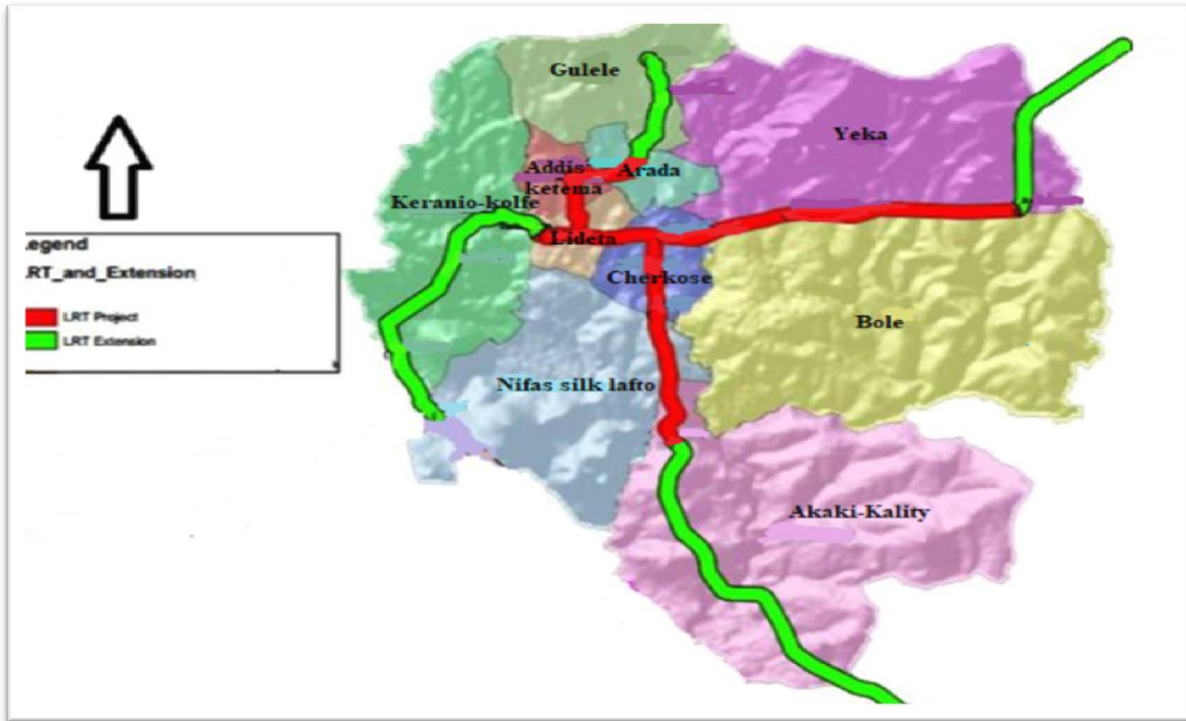 Gulele
Yeka
Addis
ketema
Arada
Keranio-kolfe
Lideta
Cherkose
Bole
Nifas silk lafto
Akaki-Kality
egend
RT_and_Extension
LRT Project
LRT Extension